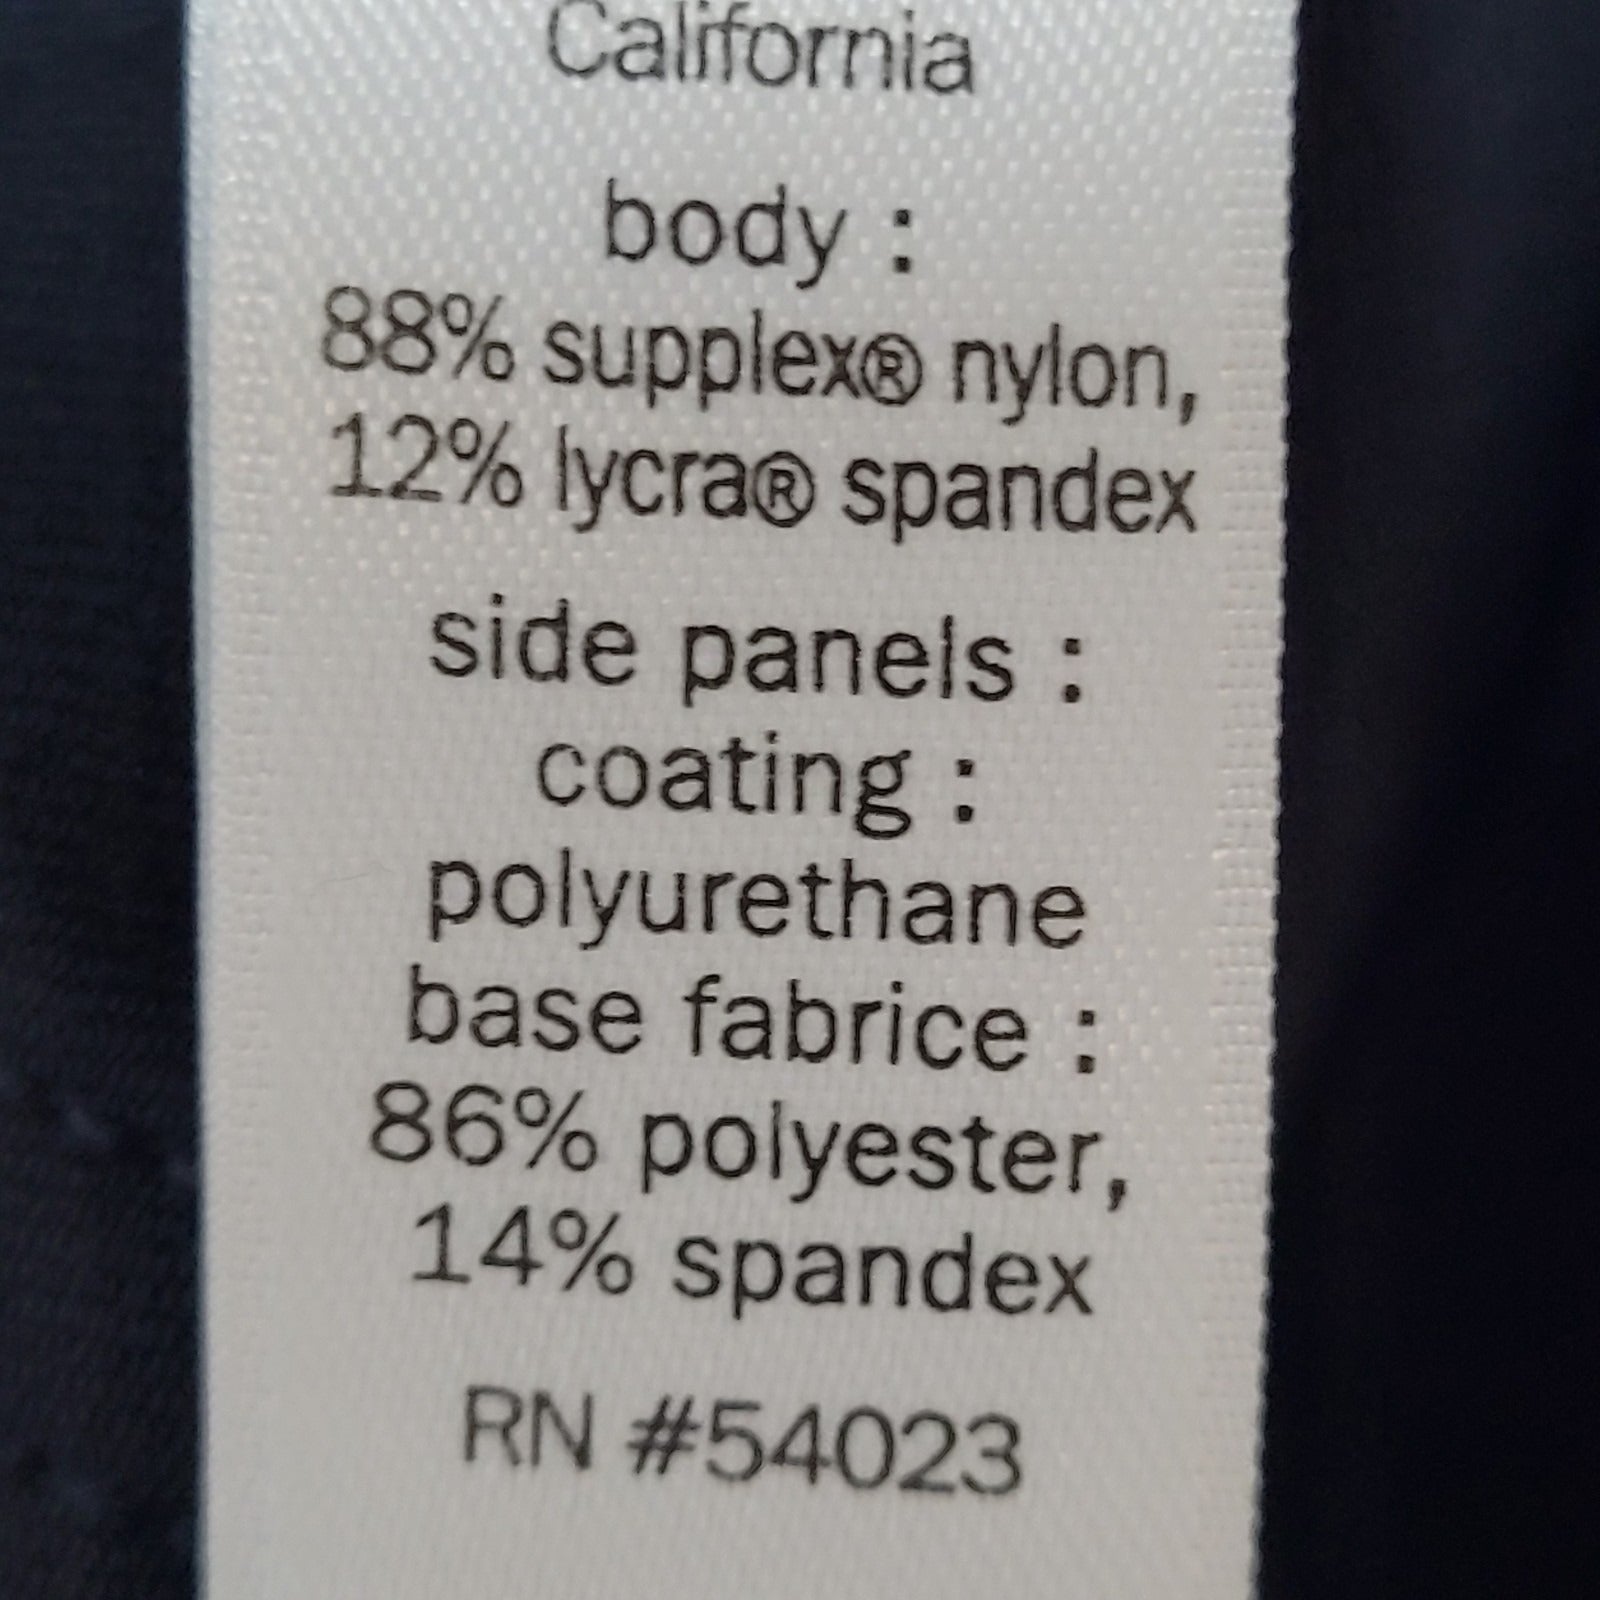 California
body :
88% supplex® nylon,
12% lycra® spandex
side panels :
coating :
polyurethane
base fabrice :
86% polyester,
14% spandex
RN #54023